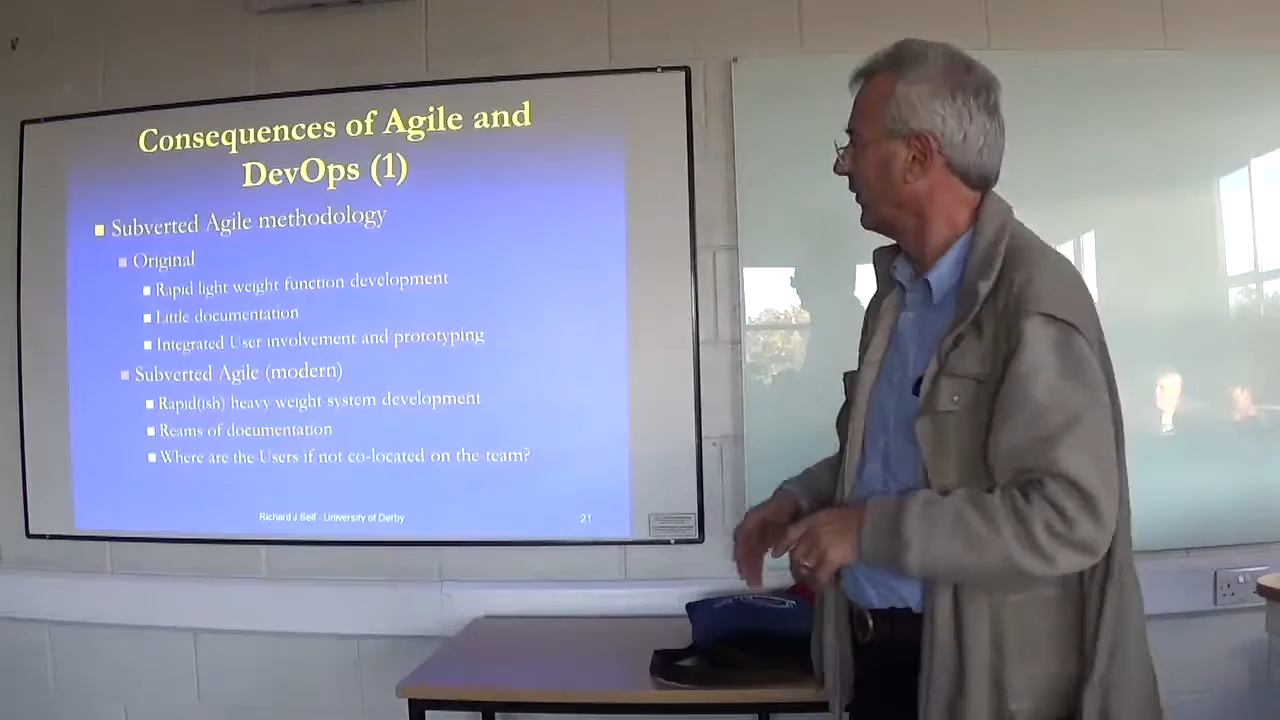 Consequences of Agile and
DevOps (1)
Subverted Agile methodology
Original
Rapid light weight function development
Little documentation
Integrated User involvement and prototyping
Subverted Agile (modern)
Rapid(ish) heavy weight system development
Reams of documentation
Where are the Users if not co-located on the team?
Richard J Self - University of Derby
21